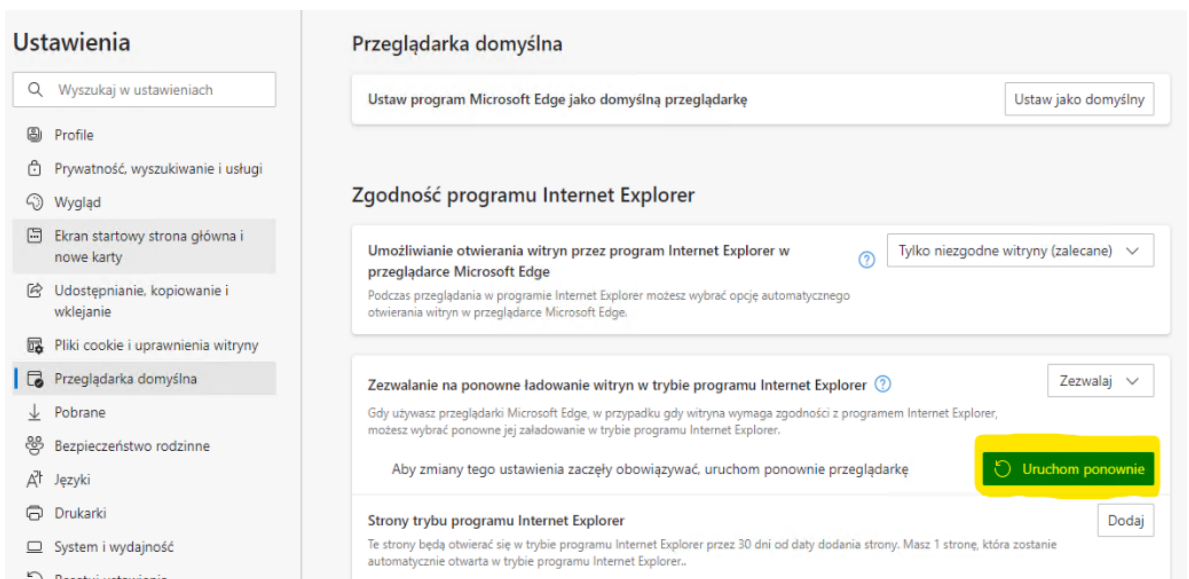 Ustawienia
Wyszukaj w ustawieniach
Profile
Prywatność, wyszukiwanie i usługi
Wygląd
Ekran startowy strona główna i
nowe karty
Udostępnianie, kopiowanie i
wklejanie
Pliki cookie i uprawnienia witryny
Przeglądarka domyślna
Pobrane
Bezpieczeństwo rodzinne
Języki
Drukarki
System i wydajność
Przeglądarka domyślna
Ustaw program Microsoft Edge jako domyślną przeglądarkę
Ustaw jako domyślny
Zgodność programu Internet Explorer
Umożliwianie otwierania witryn przez program Internet Explorer w
przeglądarce Microsoft Edge
Tylko niezgodne witryny (zalecane)
Podczas przeglądania w programie Internet Explorer możesz wybrać opcję automatycznego
otwierania witryn w przeglądarce Microsoft Edge.
Zezwalanie na ponowne ładowanie witryn w trybie programu Internet Explorer
Zezwalaj
Gdy używasz przeglądarki Microsoft Edge, w przypadku gdy witryna wymaga zgodności z programem Internet Explorer,
możesz wybrać ponowne jej załadowanie w trybie programu Internet Explorer.
Aby zmiany tego ustawienia zaczęły obowiązywać, uruchom ponownie przeglądarkę
Uruchom ponownie
Strony trybu programu Internet Explorer
Dodaj
Te strony będą otwierać się w trybie programu Internet Explorer przez 30 dni od daty dodania strony. Masz 1 stronę, która zostanie
automatycznie otwarta w trybie programu Internet Explorer..